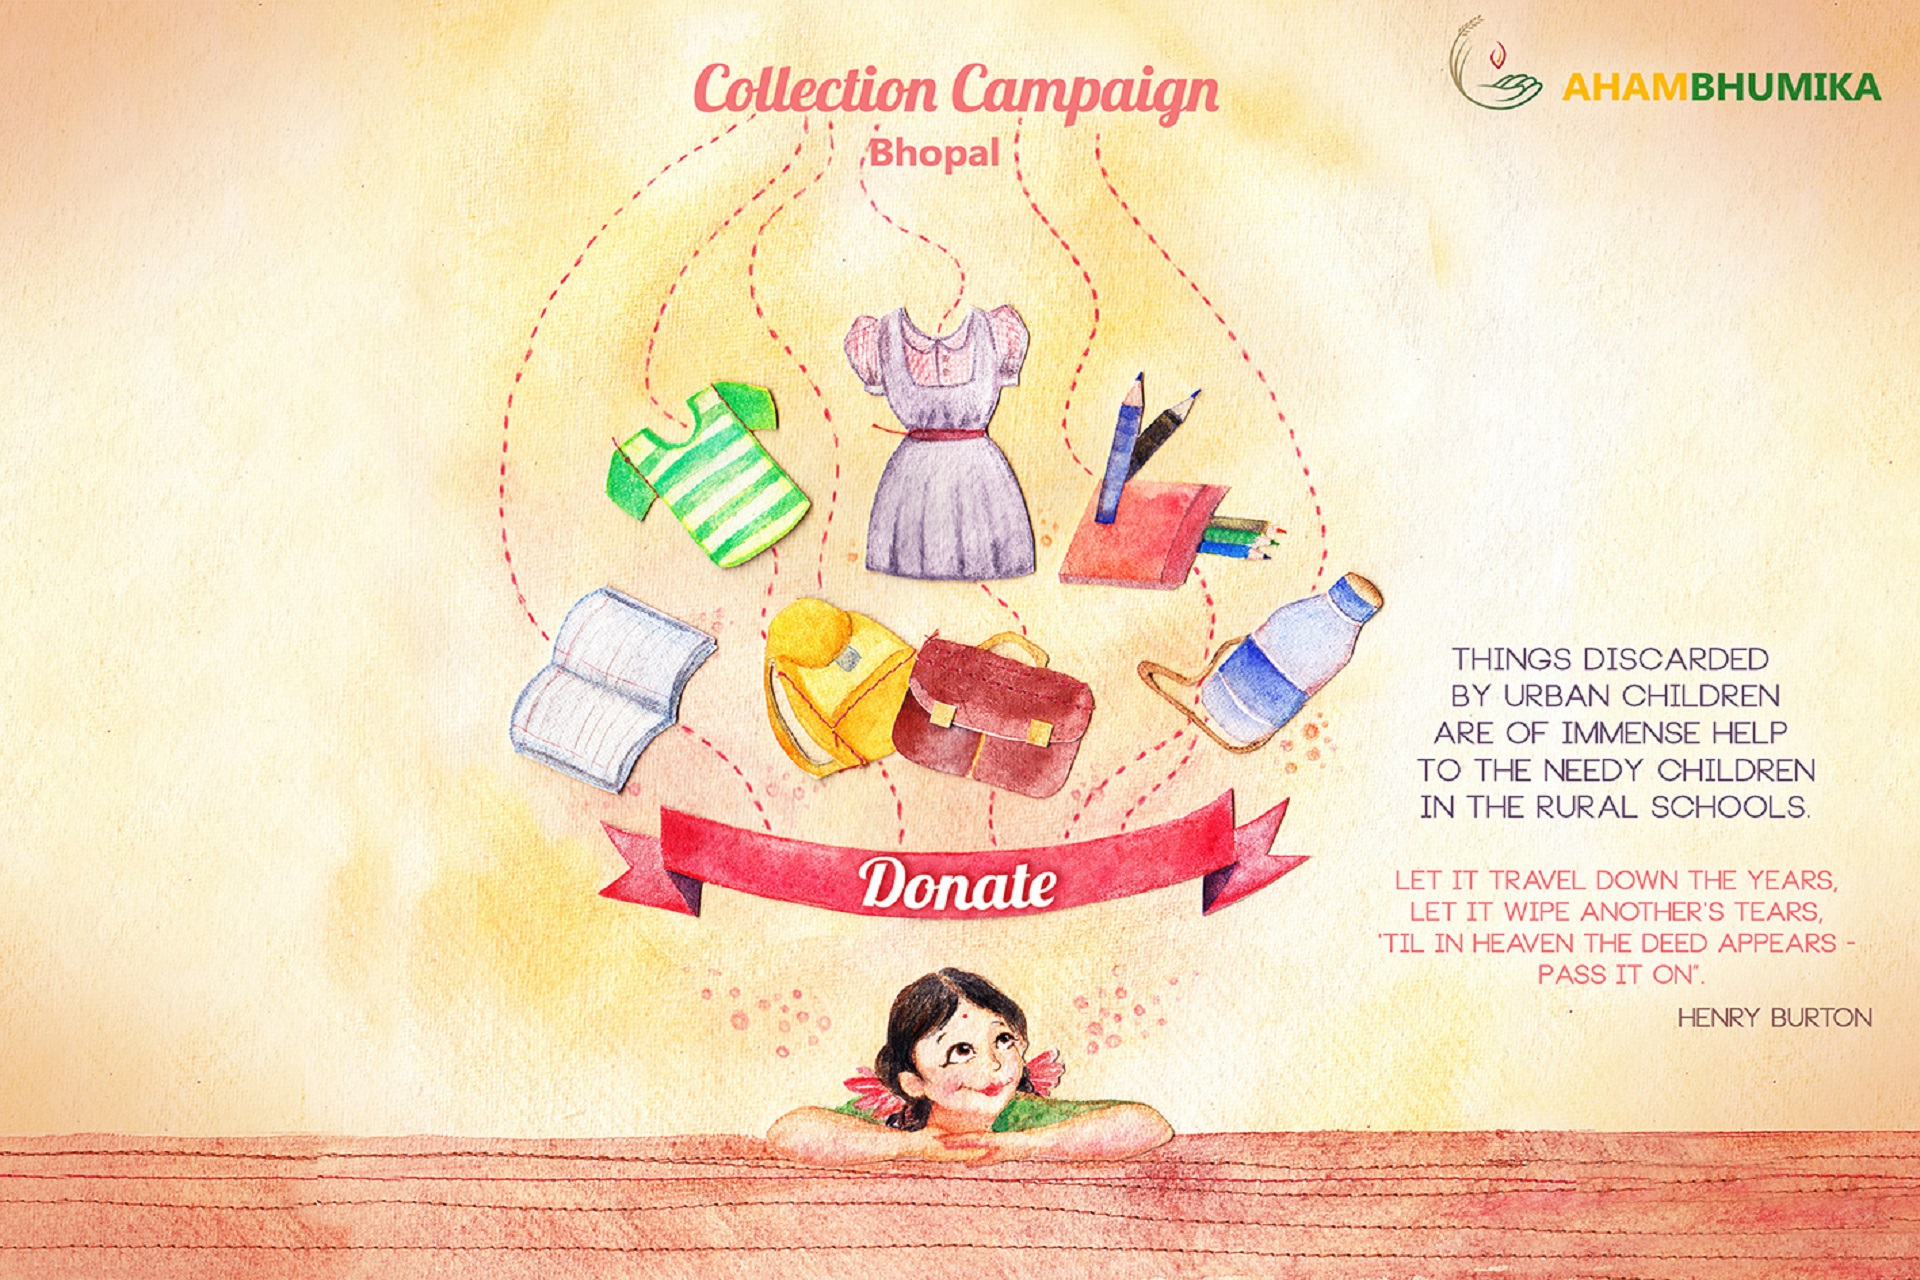 Collection Campaign
Bhopal
AHAMBHUMIKA
THINGS DISCARDED
BY URBAN CHILDREN
ARE OF IMMENSE HELP
TO THE NEEDY CHILDREN
IN THE RURAL SCHOOLS.
LET IT TRAVEL DOWN THE YEARS,
LET IT WIPE ANOTHER'S TEARS,
'TIL IN HEAVEN THE DEED APPEARS -
PASS IT ON".
HENRY BURTON
Donate